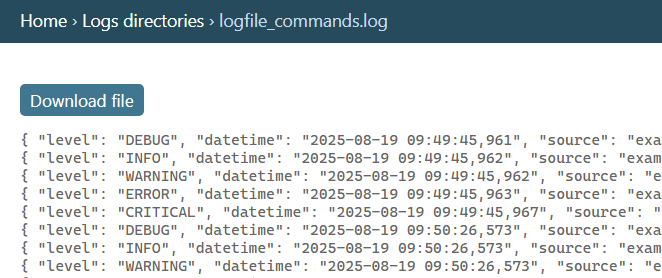 Home › Logs directories › logfile_commands.log
Download file
{ "level": "DEBUG", "datetime": "2025-08-19 09:49:45,961", "source": "exa
{ "level": "INFO", "datetime": "2025-08-19 09:49:45,962", "source": "exam
{ "level": "WARNING", "datetime": "2025-08-19 09:49:45,962", "source": "e
{ "level": "ERROR", "datetime": "2025-08-19 09:49:45,963", "source": "exa
{ "level": "CRITICAL", "datetime": "2025-08-19 09:49:45,967", "source": "
{ "level": "DEBUG", "datetime": "2025-08-19 09:50:26,573", "source": "exa
{ "level": "INFO", "datetime": "2025-08-19 09:50:26,573", "source": "exam
{ "level": "WARNING", "datetime": "2025-08-19 09:50:26,573", "source": "e